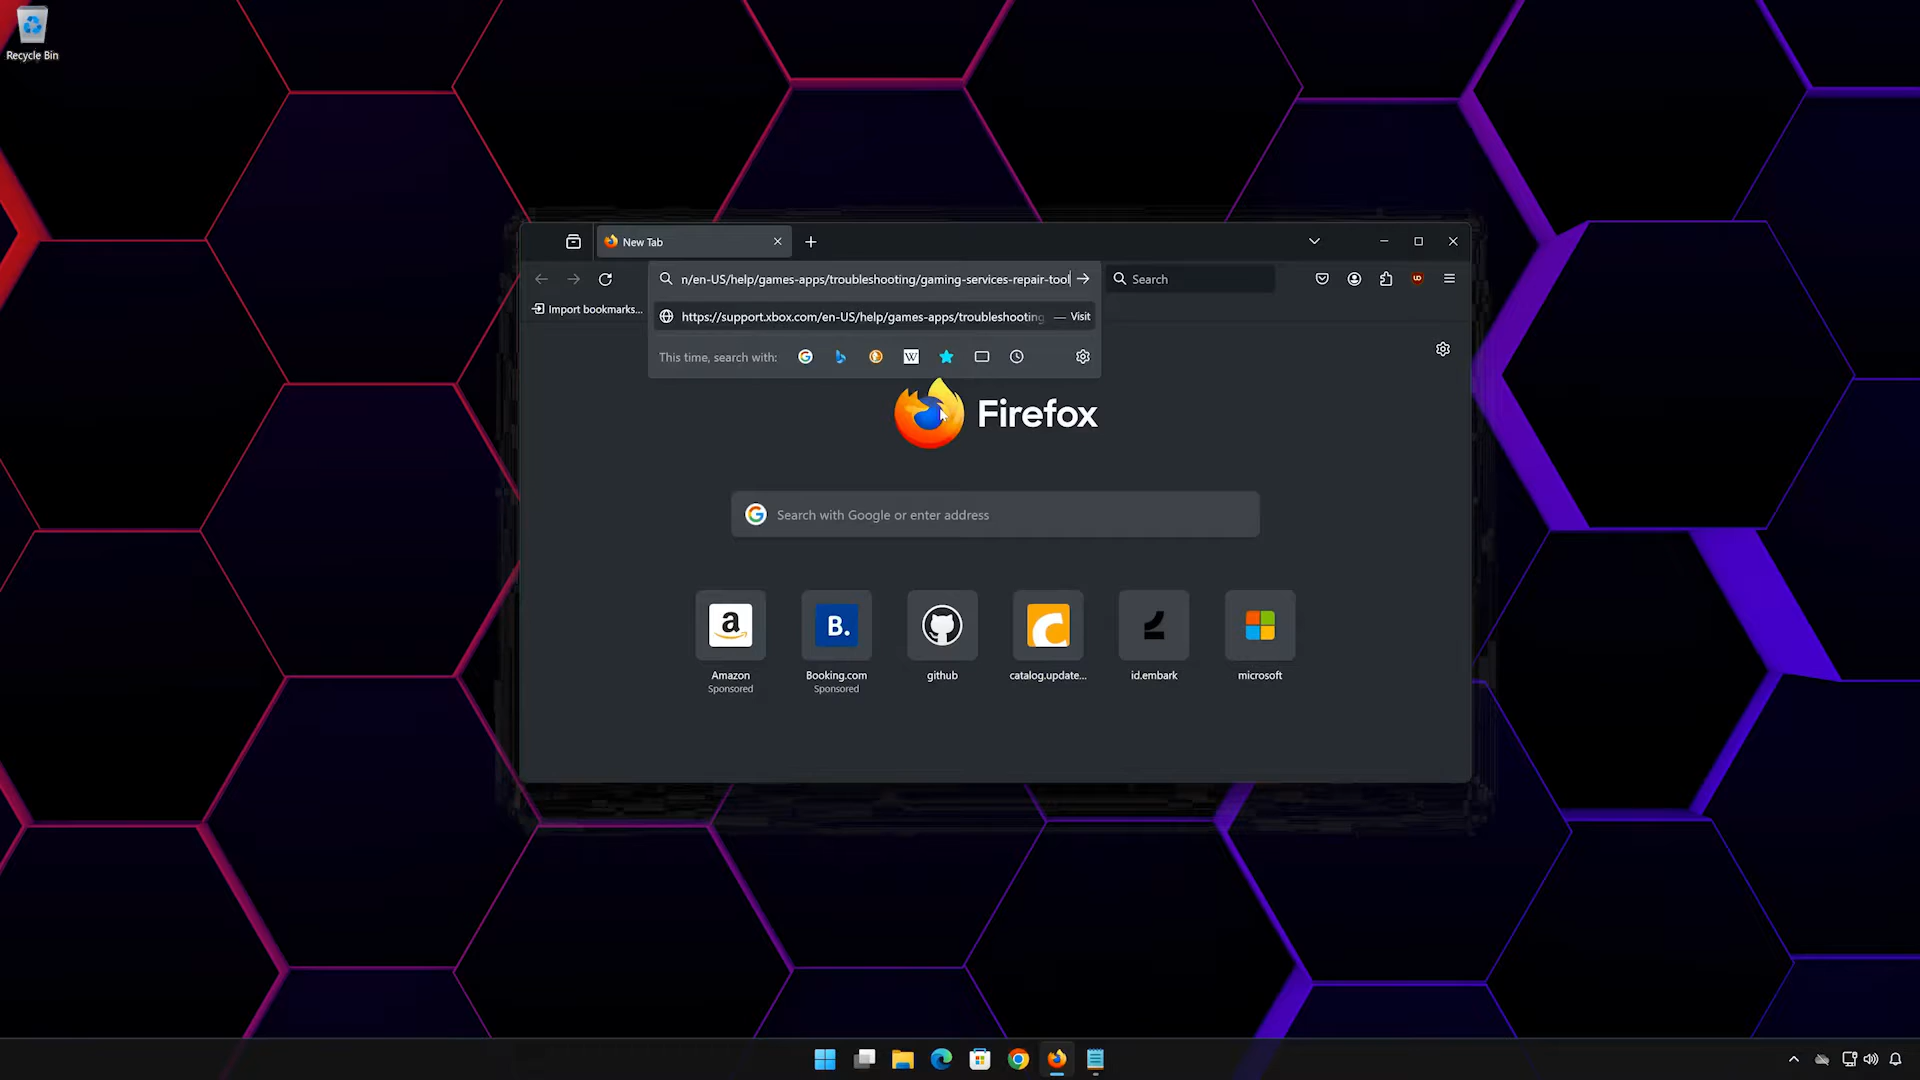 Recycle Bin
New Tab
n/en-US/help/games-apps/troubleshooting/gaming-services-repair-tool
Search
Import bookmarks...
https://support.xbox.com/en-US/help/games-apps/troubleshooting — Visit
This time, search with:
W
Firefox
G Search with Google or enter address
a
B.
Amazon
Sponsored
Booking.com
Sponsored
github
catalog.update...
id.embark
microsoft